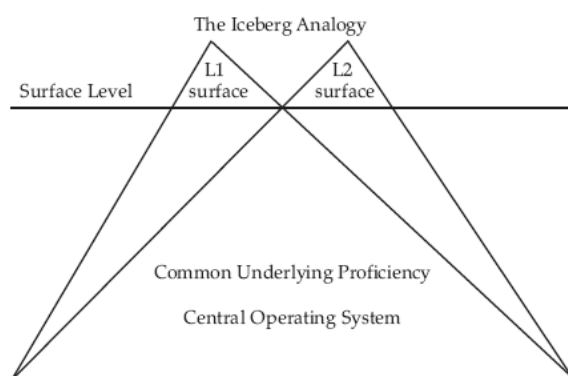 The Iceberg Analogy
L1
surface
L2
surface
Surface Level
Common Underlying Proficiency
Central Operating System